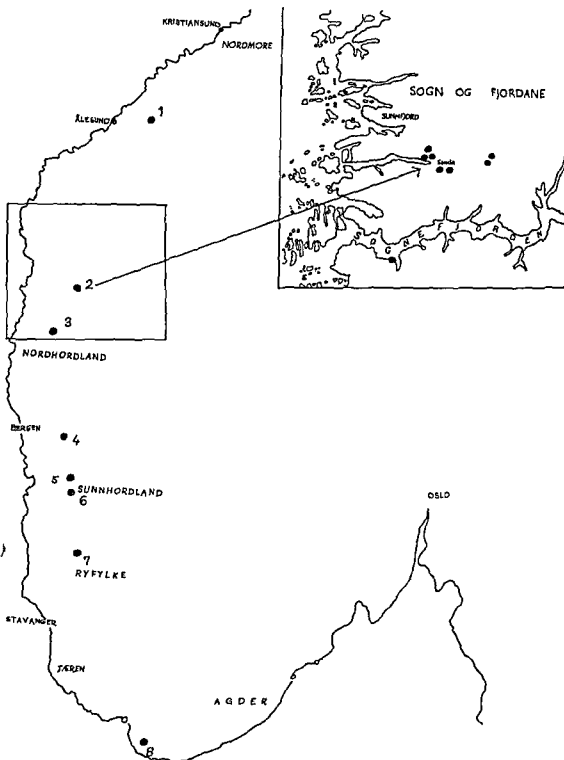 KRISTIANSUND
NORDMØRE
ÅLESUND
1
SOGN OG FJORDANE
SUNNFJORD
SOGNEFJORDEN
2
3
NORDHORDLAND
BERGEN
4
5
SUNNHORDLAND
6
7
RYFYLKE
OSLO
STAVANGER
JÆREN
AGDER
8